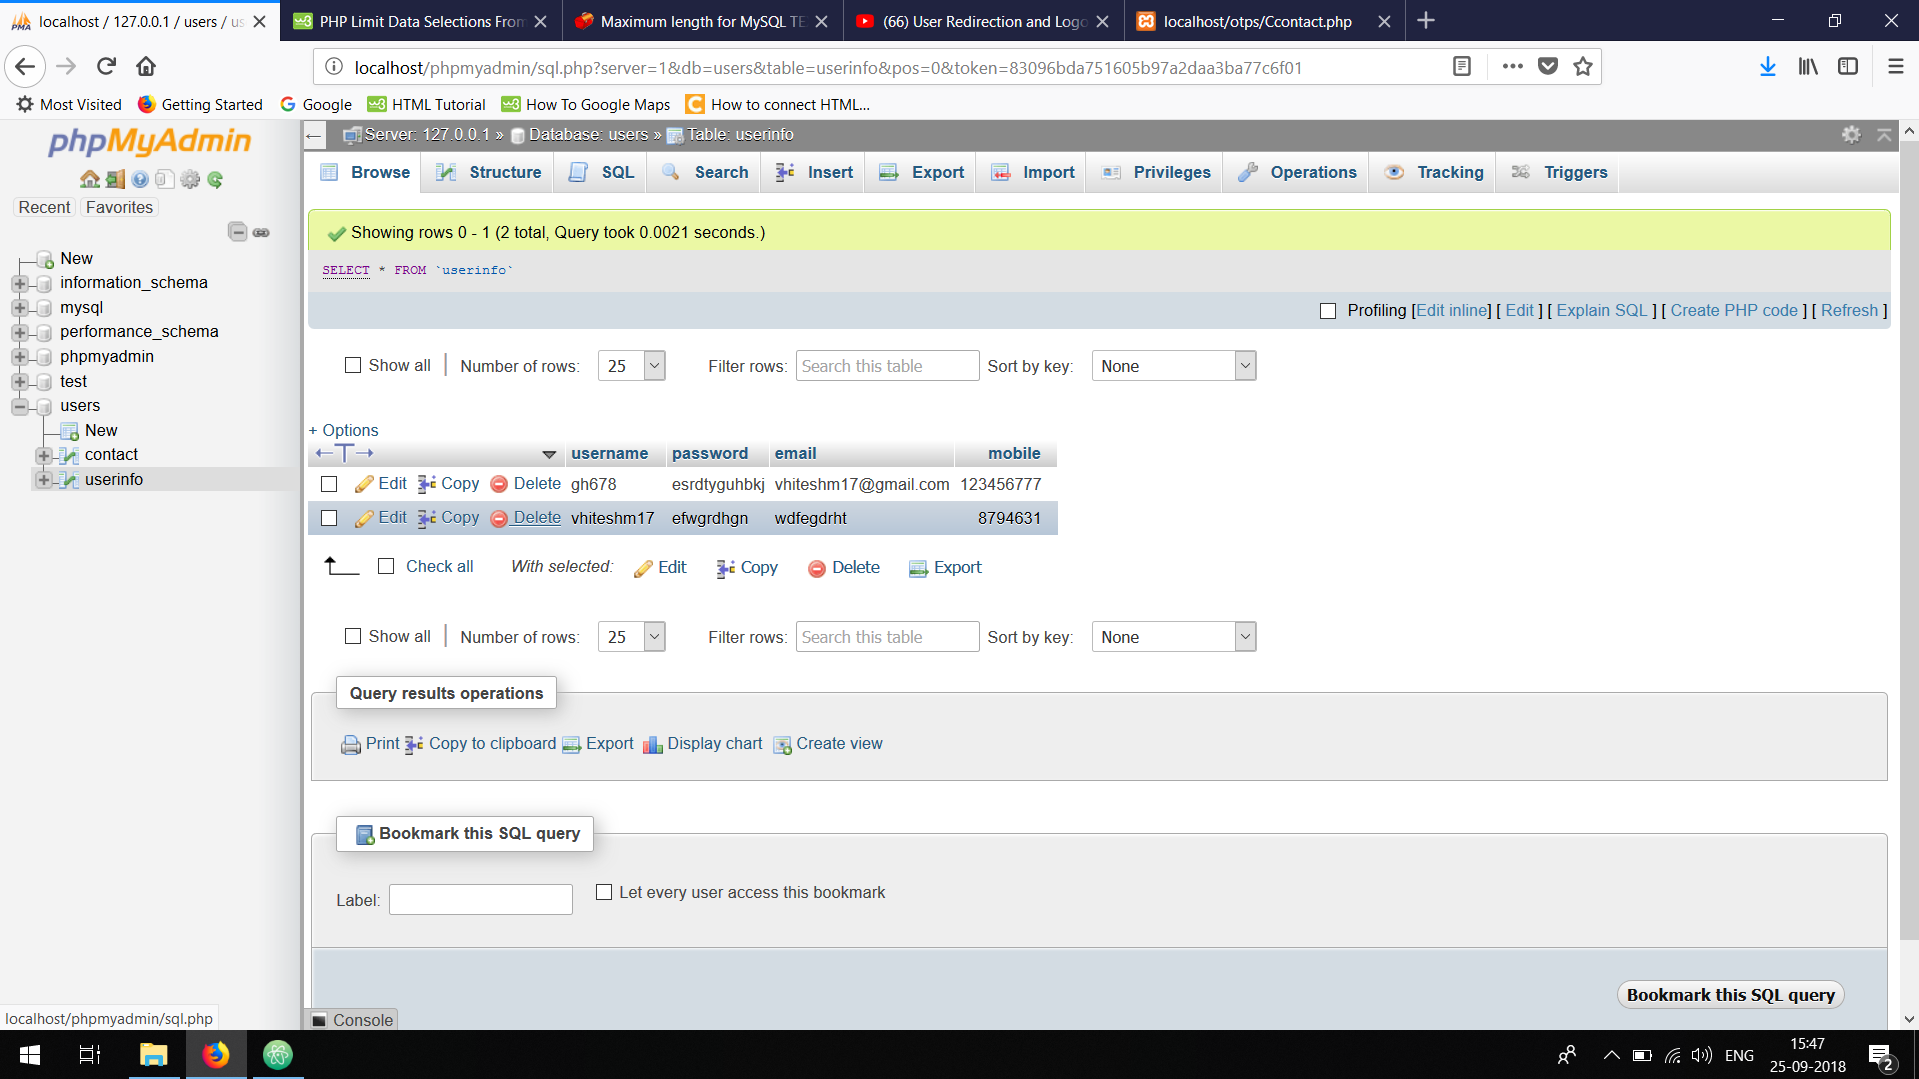 localhost / 127.0.0.1 / users / us
PHP Limit Data Selections From
Maximum length for MySQL TE
(66) User Redirection and Logo
localhost/otps/Ccontact.php
localhost/phpmyadmin/sql.php?server=1&db=users&table=userinfo&pos=0&token=83096bda751605b97a2daa3ba77c6f01
Most Visited Getting Started Google HTML Tutorial How To Google Maps How to connect HTML...
phpMyAdmin
Recent Favorites
New
information_schema
mysql
performance_schema
phpmyadmin
test
users
New
contact
userinfo
localhost/phpmyadmin/sql.php
Server: 127.0.0.1 » Database: users » Table: userinfo
Browse Structure SQL Search Insert Export Import Privileges Operations Tracking Triggers
Showing rows 0 - 1 (2 total, Query took 0.0021 seconds.)
SELECT * FROM `userinfo`
Profiling [Edit inline] [ Edit ] [ Explain SQL ] [ Create PHP code ] [ Refresh ]
Show all Number of rows: 25 Filter rows: Search this table Sort by key: None
+ Options
←T→ username password email mobile
Edit Copy Delete gh678 esrdtyguhbkj vhiteshm17@gmail.com 123456777
Edit Copy Delete vhiteshm17 efwgrdhgn wdfegdrht 8794631
Check all With selected: Edit Copy Delete Export
Show all Number of rows: 25 Filter rows: Search this table Sort by key: None
Query results operations
Print Copy to clipboard Export Display chart Create view
Bookmark this SQL query
Label: Let every user access this bookmark
Bookmark this SQL query
Console
ENG
15:47
25-09-2018
2